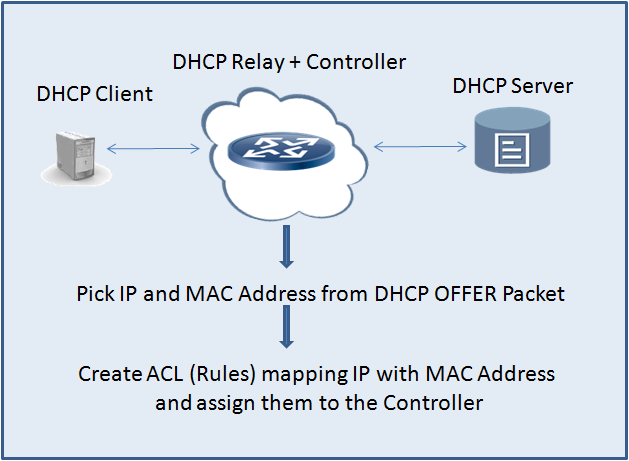 DHCP Relay + Controller
DHCP Client
DHCP Server
Pick IP and MAC Address from DHCP OFFER Packet
Create ACL (Rules) mapping IP with MAC Address
and assign them to the Controller